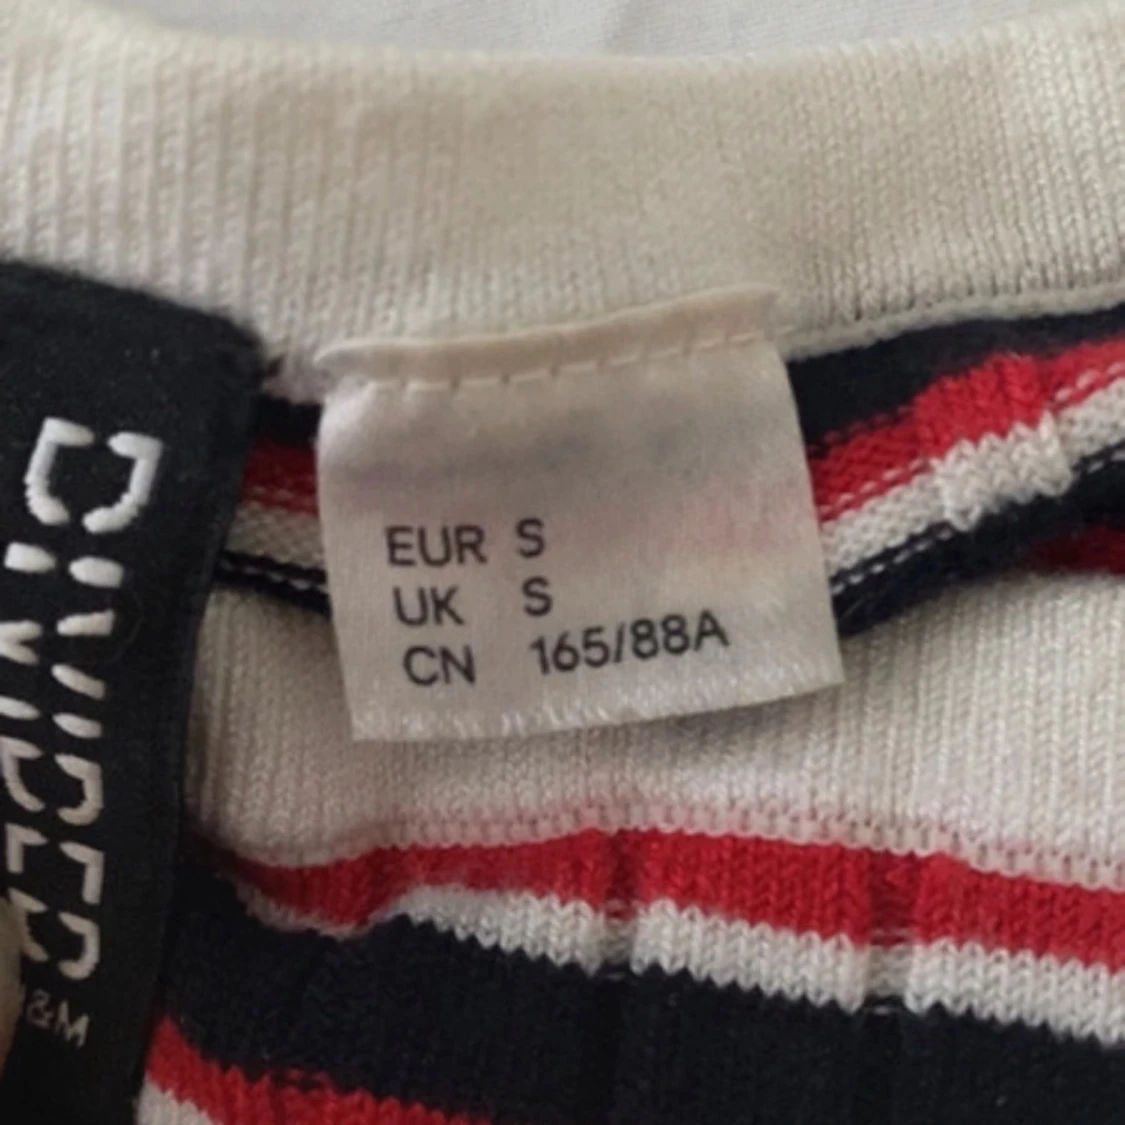 DIVIDED
H&M
EUR S
UK S
CN 165/88A